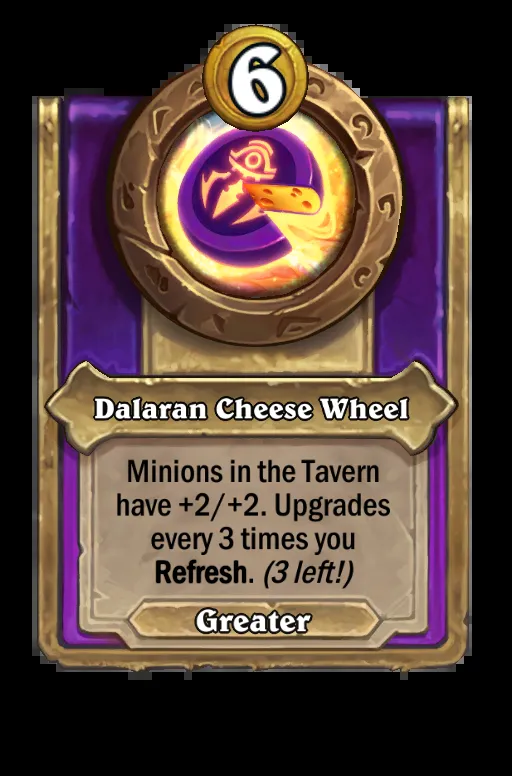 6
Dalaran Cheese Wheel
Minions in the Tavern
have +2/+2. Upgrades
every 3 times you
Refresh. (3 left!)
Greater